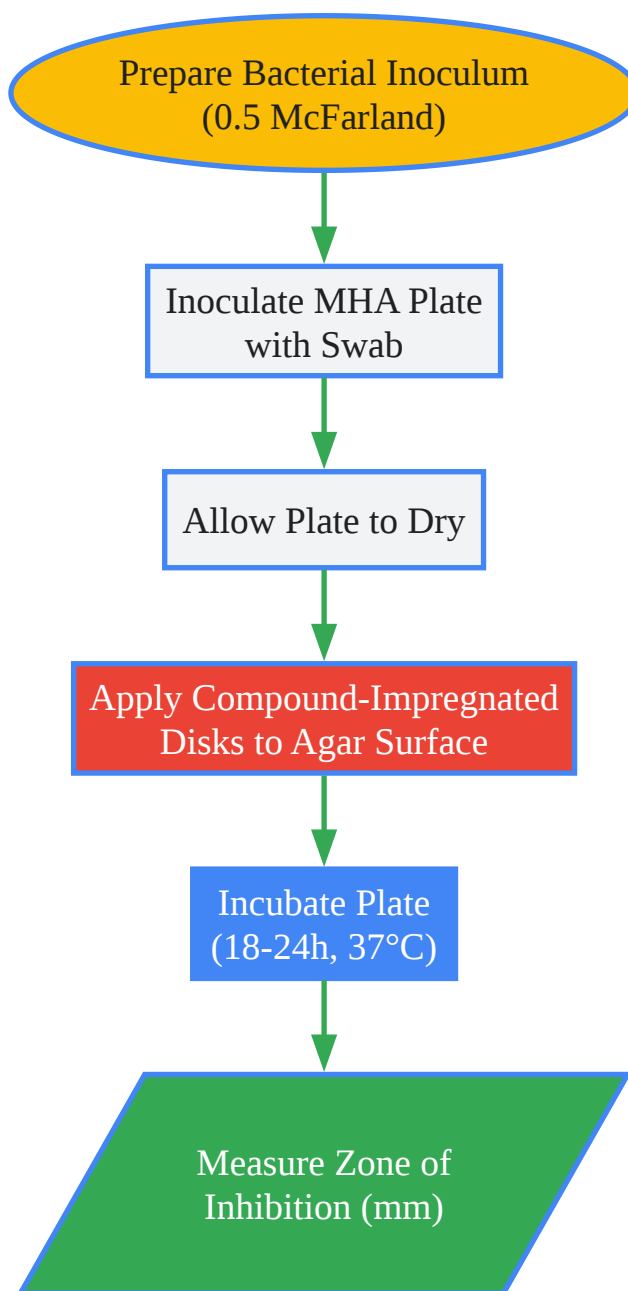 Prepare Bacterial Inoculum
(0.5 McFarland)
Inoculate MHA Plate
with Swab
Allow Plate to Dry
Apply Compound-Impregnated
Disks to Agar Surface
Incubate Plate
(18-24h, 37°C)
Measure Zone of
Inhibition (mm)